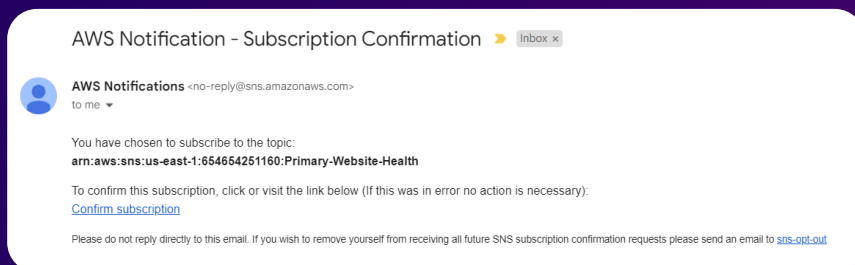 AWS Notification - Subscription Confirmation Inbox ×
AWS Notifications <no-reply@sns.amazonaws.com>
to me
You have chosen to subscribe to the topic:
arn:aws:sns:us-east-1:654654251160:Primary-Website-Health
To confirm this subscription, click or visit the link below (If this was in error no action is necessary):
Confirm subscription
Please do not reply directly to this email. If you wish to remove yourself from receiving all future SNS subscription confirmation requests please send an email to sns-opt-out